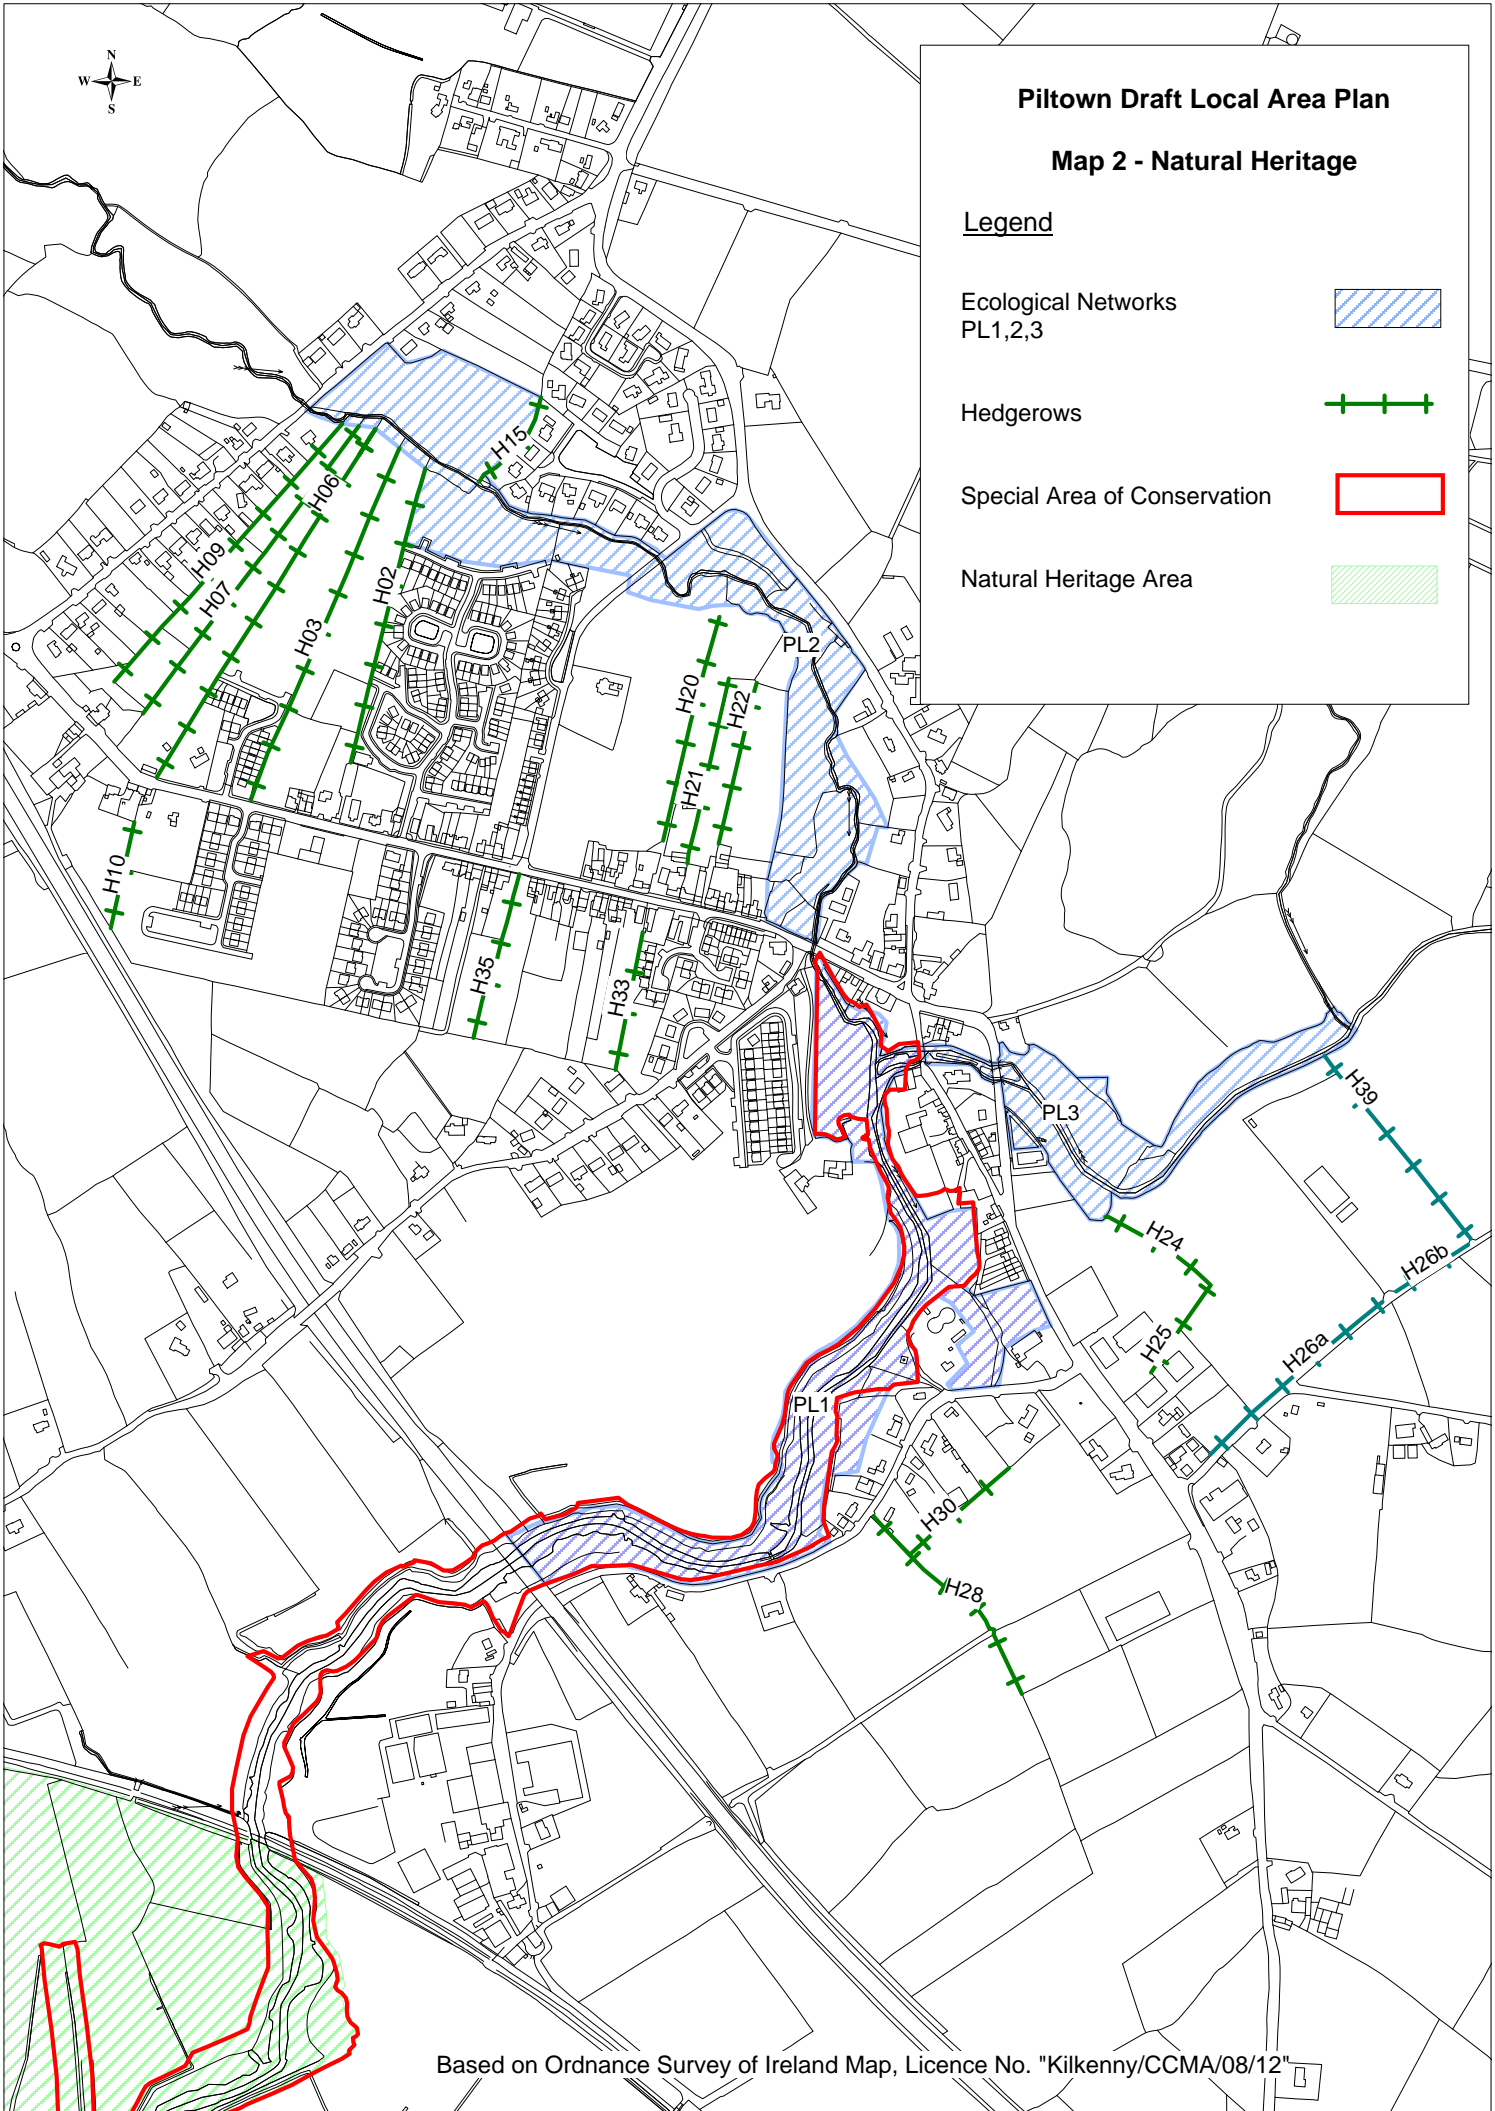 N
W E
S
Piltown Draft Local Area Plan
Map 2 - Natural Heritage
Legend
Ecological Networks
PL1,2,3
Hedgerows
Special Area of Conservation
Natural Heritage Area
H15
H06
H09
H07
H03
H02
PL2
H20
H22
H21
H10
H35
H33
H39
PL3
H24
H26b
H25
H26a
PL1
H30
H28
Based on Ordnance Survey of Ireland Map, Licence No. "Kilkenny/CCMA/08/12"